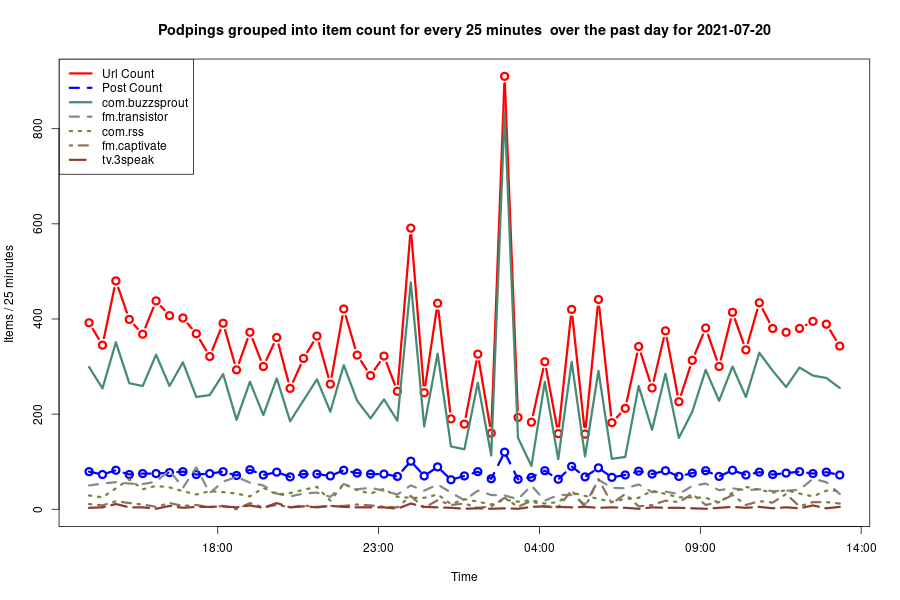 Podpings grouped into item count for every 25 minutes  over the past day for 2021-07-20
Url Count
Post Count
com.buzzsprout
fm.transistor
com.rss
fm.captivate
tv.3speak
Items / 25 minutes
800
600
400
200
0
18:00 23:00 04:00 09:00 14:00
Time